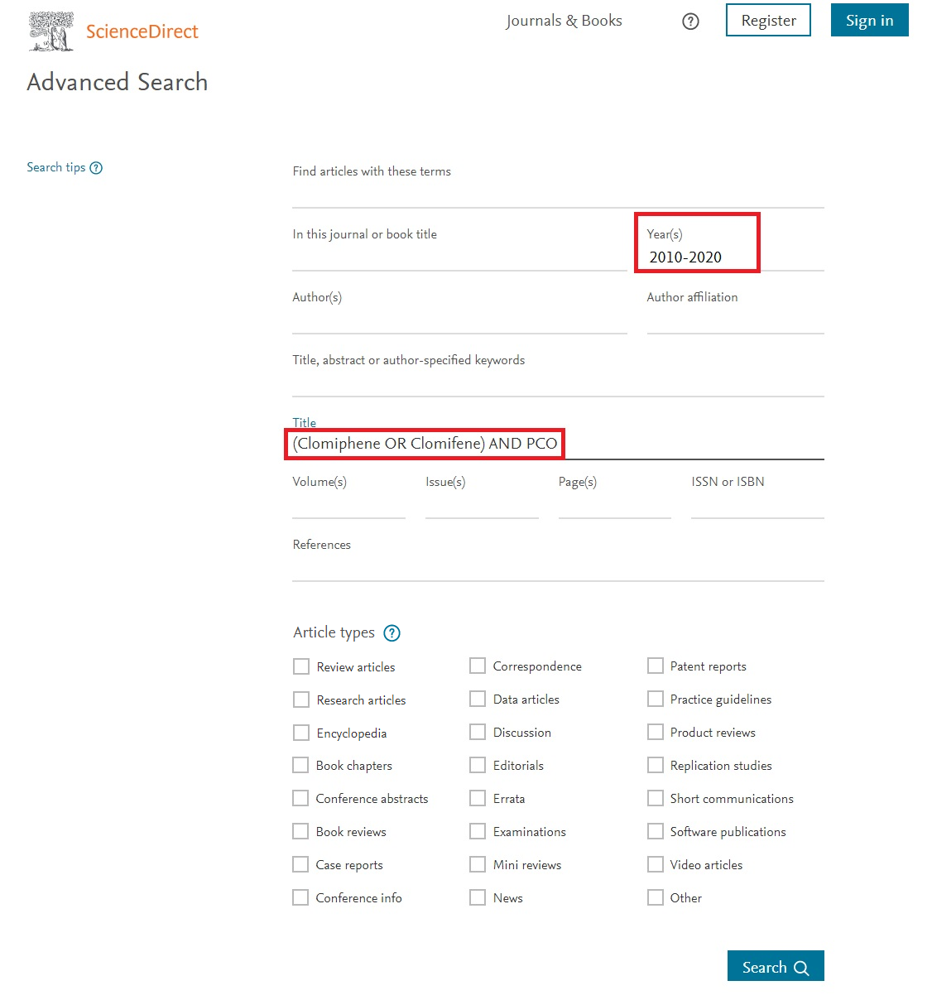 ScienceDirect
Journals & Books
?
Register
Sign in
Advanced Search
Search tips ?
Find articles with these terms
In this journal or book title
Year(s)
2010-2020
Author(s)
Author affiliation
Title, abstract or author-specified keywords
Title
(Clomiphene OR Clomifene) AND PCO
Volume(s)
Issue(s)
Page(s)
ISSN or ISBN
References
Article types ?
Review articles
Correspondence
Patent reports
Research articles
Data articles
Practice guidelines
Encyclopedia
Discussion
Product reviews
Book chapters
Editorials
Replication studies
Conference abstracts
Errata
Short communications
Book reviews
Examinations
Software publications
Case reports
Mini reviews
Video articles
Conference info
News
Other
Search